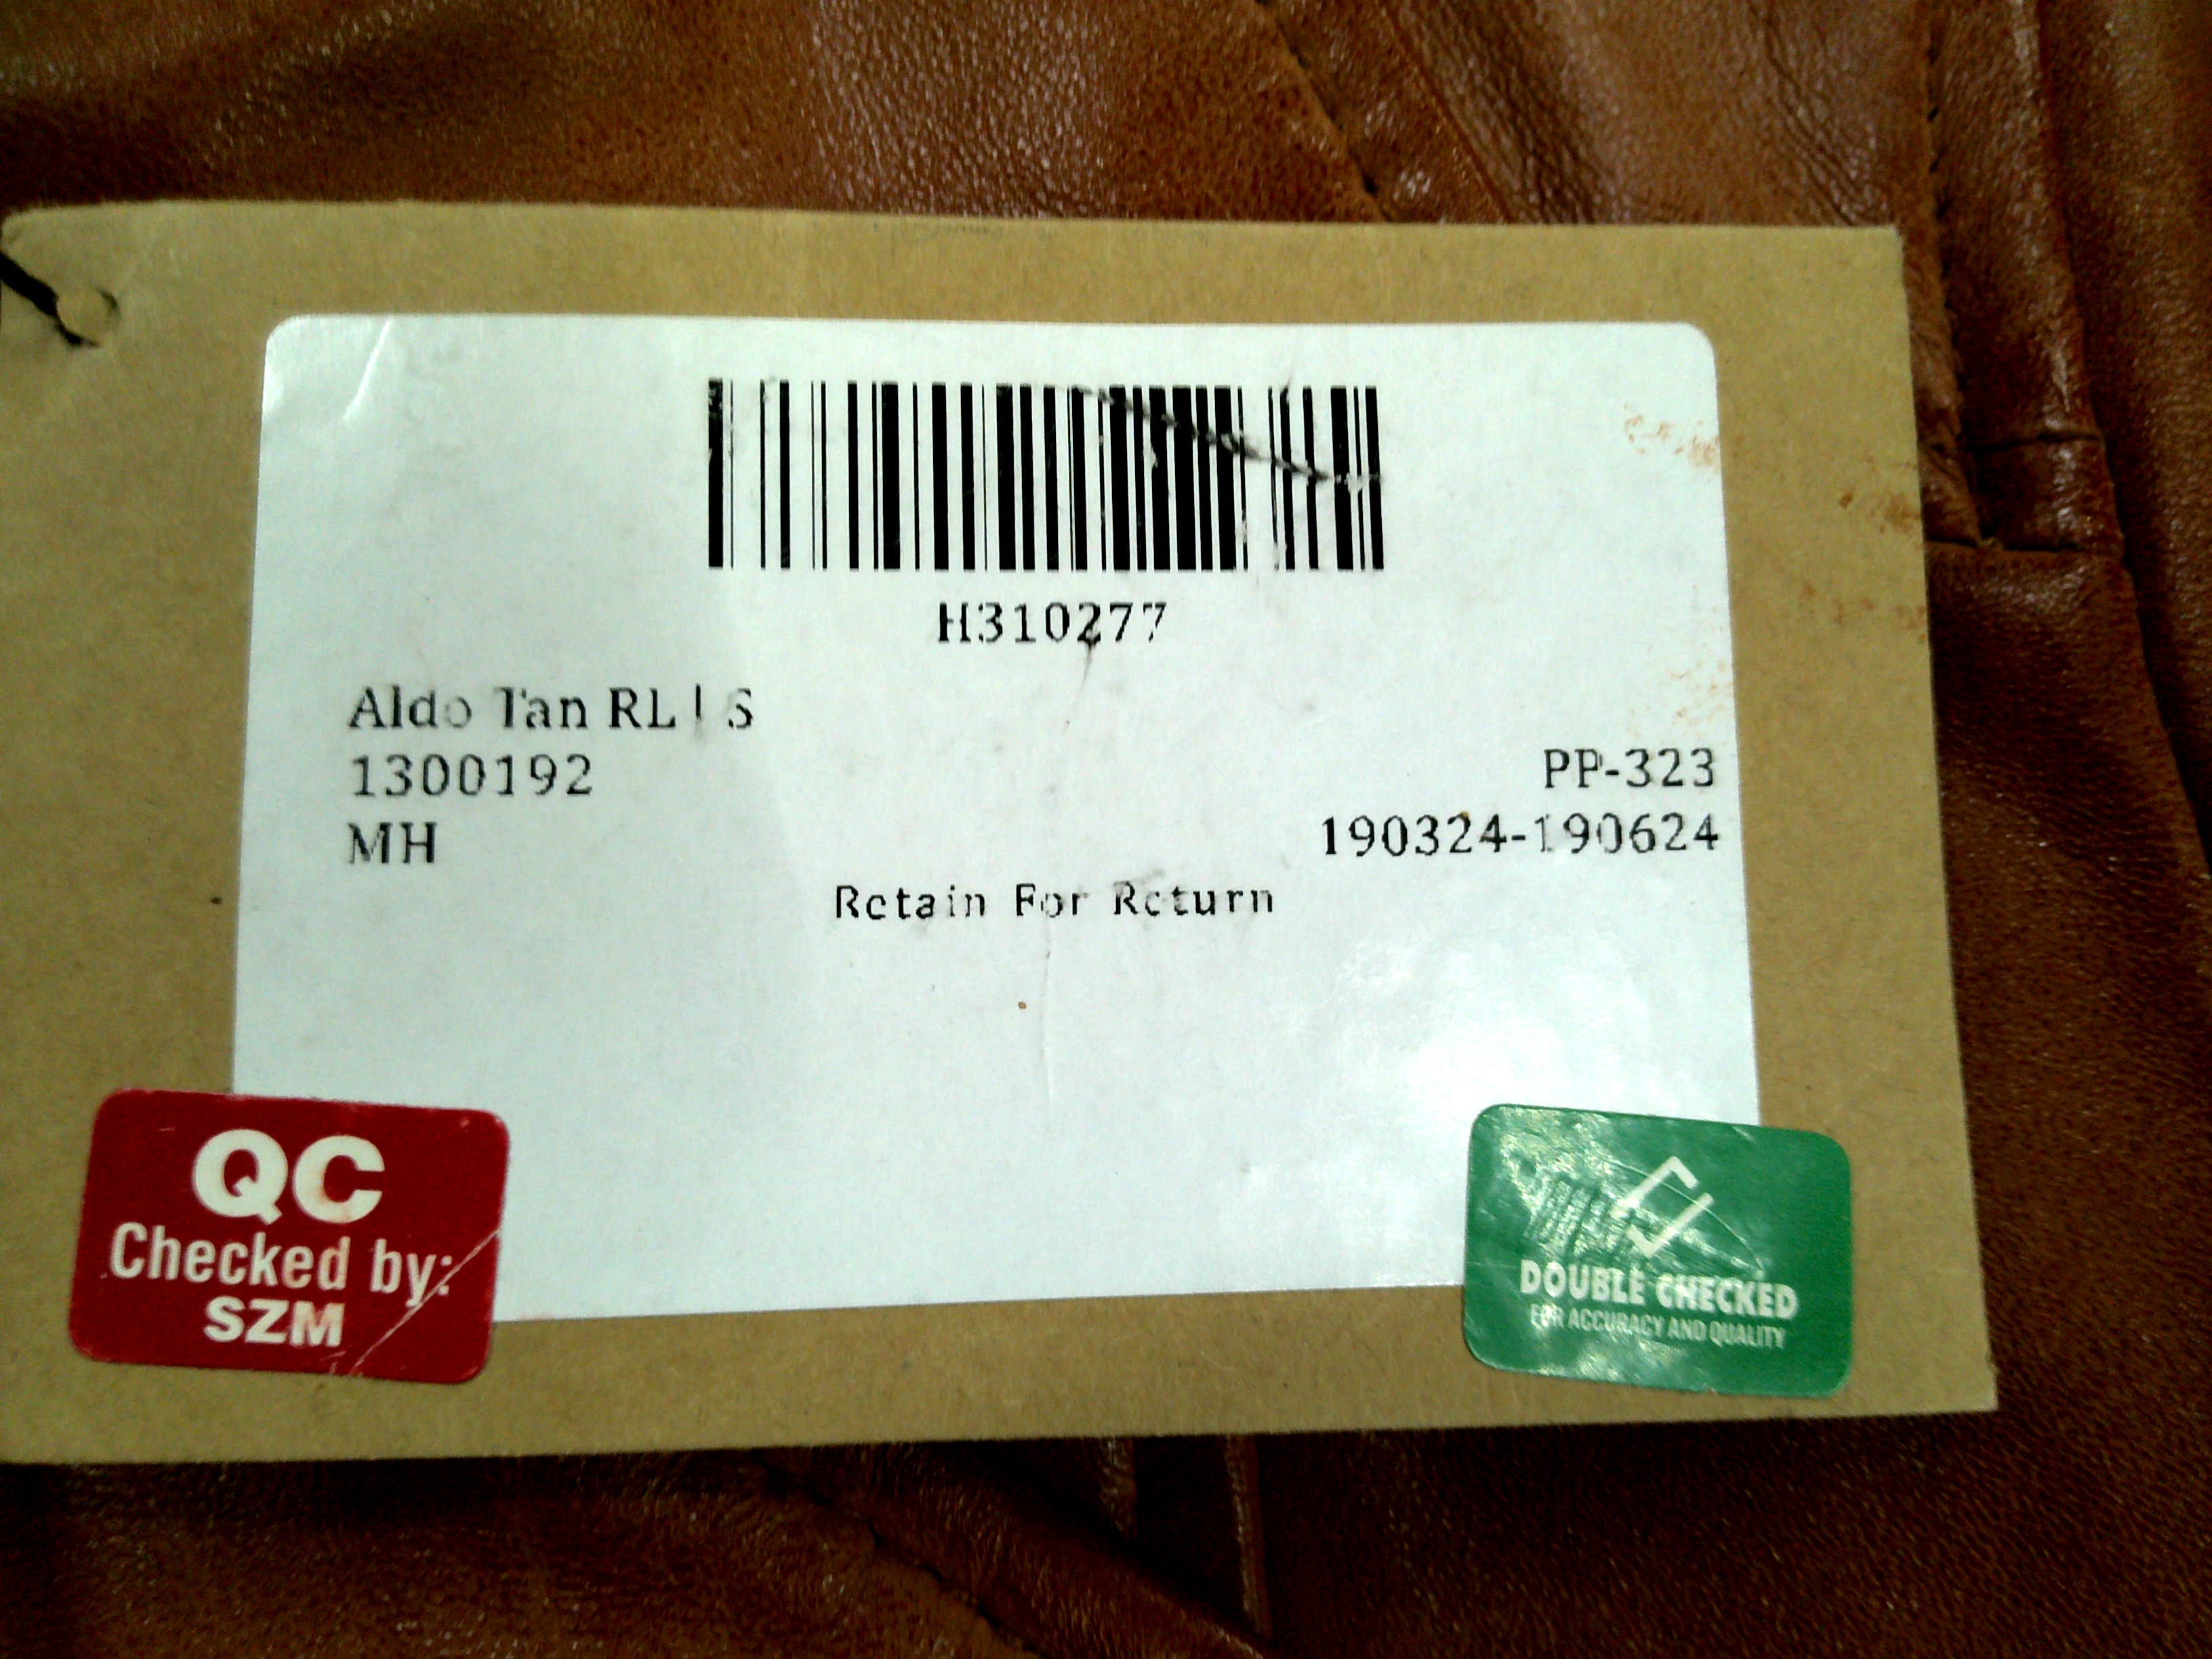 H310277
Aldo Tan RL | S
1300192
PP-323
MH
190324-190624
Retain For Return
QC
Checked by:
SZM
DOUBLE CHECKED
FOR ACCURACY AND QUALITY